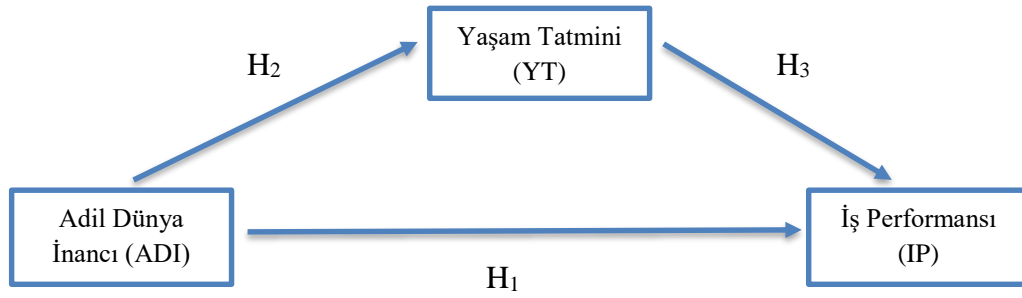 Yaşam Tatmini
(YT)
H₂
H₃
Adil Dünya
İnancı (ADI)
İş Performansı
(IP)
H₁